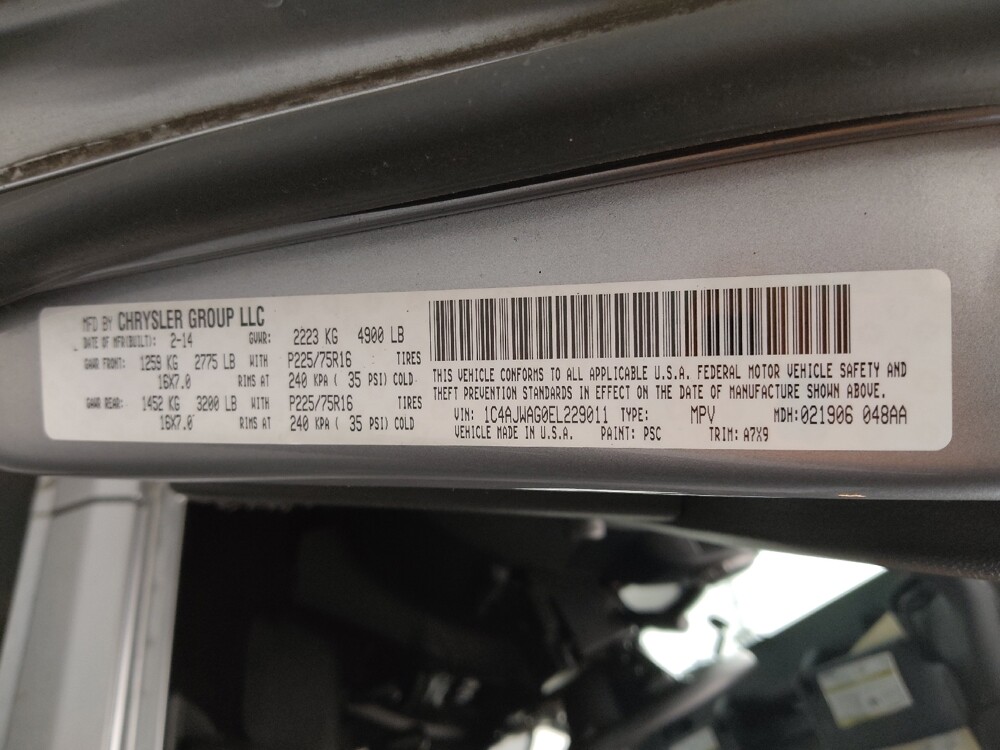 MFD BY CHRYSLER GROUP LLC
DATE OF MFR(BUILT): 2-14 GVWR: 2223 KG 4900 LB
GAWR FRONT: 1259 KG 2775 LB WITH P225/75R16 TIRES
16X7.0 RIMS AT 240 KPA ( 35 PSI) COLD
GAWR REAR: 1452 KG 3200 LB WITH P225/75R16 TIRES
16X7.0 RIMS AT 240 KPA ( 35 PSI) COLD
THIS VEHICLE CONFORMS TO ALL APPLICABLE U.S.A. FEDERAL MOTOR VEHICLE SAFETY AND
THEFT PREVENTION STANDARDS IN EFFECT ON THE DATE OF MANUFACTURE SHOWN ABOVE.
VIN: 1C4AJWAG0EL229011 TYPE: MPV MDH:021906 048AA
VEHICLE MADE IN U.S.A. PAINT: PSC TRIM: A7X9